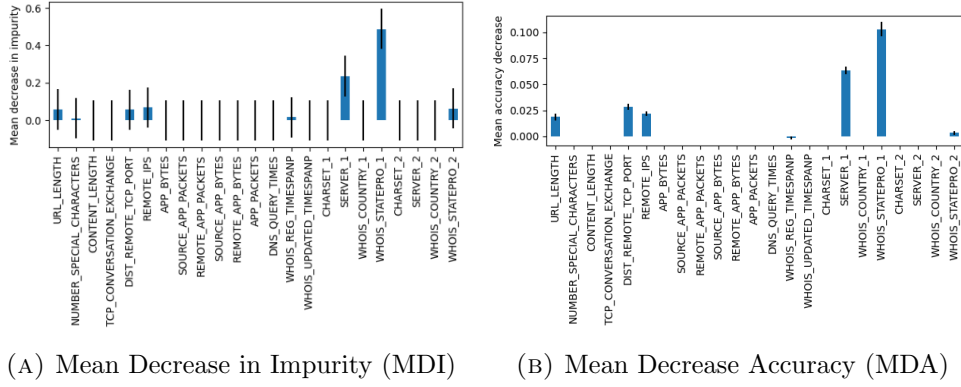 Mean decrease in impurity
0.6
0.4
0.2
0.0
URL_LENGTH
NUMBER_SPECIAL_CHARACTERS
CONTENT_LENGTH
TCP_CONVERSATION_EXCHANGE
DIST_REMOTE_TCP_PORT
REMOTE_IPS
APP_BYTES
SOURCE_APP_PACKETS
REMOTE_APP_PACKETS
SOURCE_APP_BYTES
REMOTE_APP_BYTES
APP_PACKETS
DNS_QUERY_TIMES
WHOIS_REG_TIMESPANP
WHOIS_UPDATED_TIMESPANP
CHARSET_1
SERVER_1
WHOIS_COUNTRY_1
WHOIS_STATEPRO_1
CHARSET_2
SERVER_2
WHOIS_COUNTRY_2
WHOIS_STATEPRO_2
(A) Mean Decrease in Impurity (MDI)
Mean accuracy decrease
0.100
0.075
0.050
0.025
0.000
URL_LENGTH
NUMBER_SPECIAL_CHARACTERS
CONTENT_LENGTH
TCP_CONVERSATION_EXCHANGE
DIST_REMOTE_TCP_PORT
REMOTE_IPS
APP_BYTES
SOURCE_APP_PACKETS
REMOTE_APP_PACKETS
SOURCE_APP_BYTES
REMOTE_APP_BYTES
APP_PACKETS
DNS_QUERY_TIMES
WHOIS_REG_TIMESPANP
WHOIS_UPDATED_TIMESPANP
CHARSET_1
SERVER_1
WHOIS_COUNTRY_1
WHOIS_STATEPRO_1
CHARSET_2
SERVER_2
WHOIS_COUNTRY_2
WHOIS_STATEPRO_2
(B) Mean Decrease Accuracy (MDA)